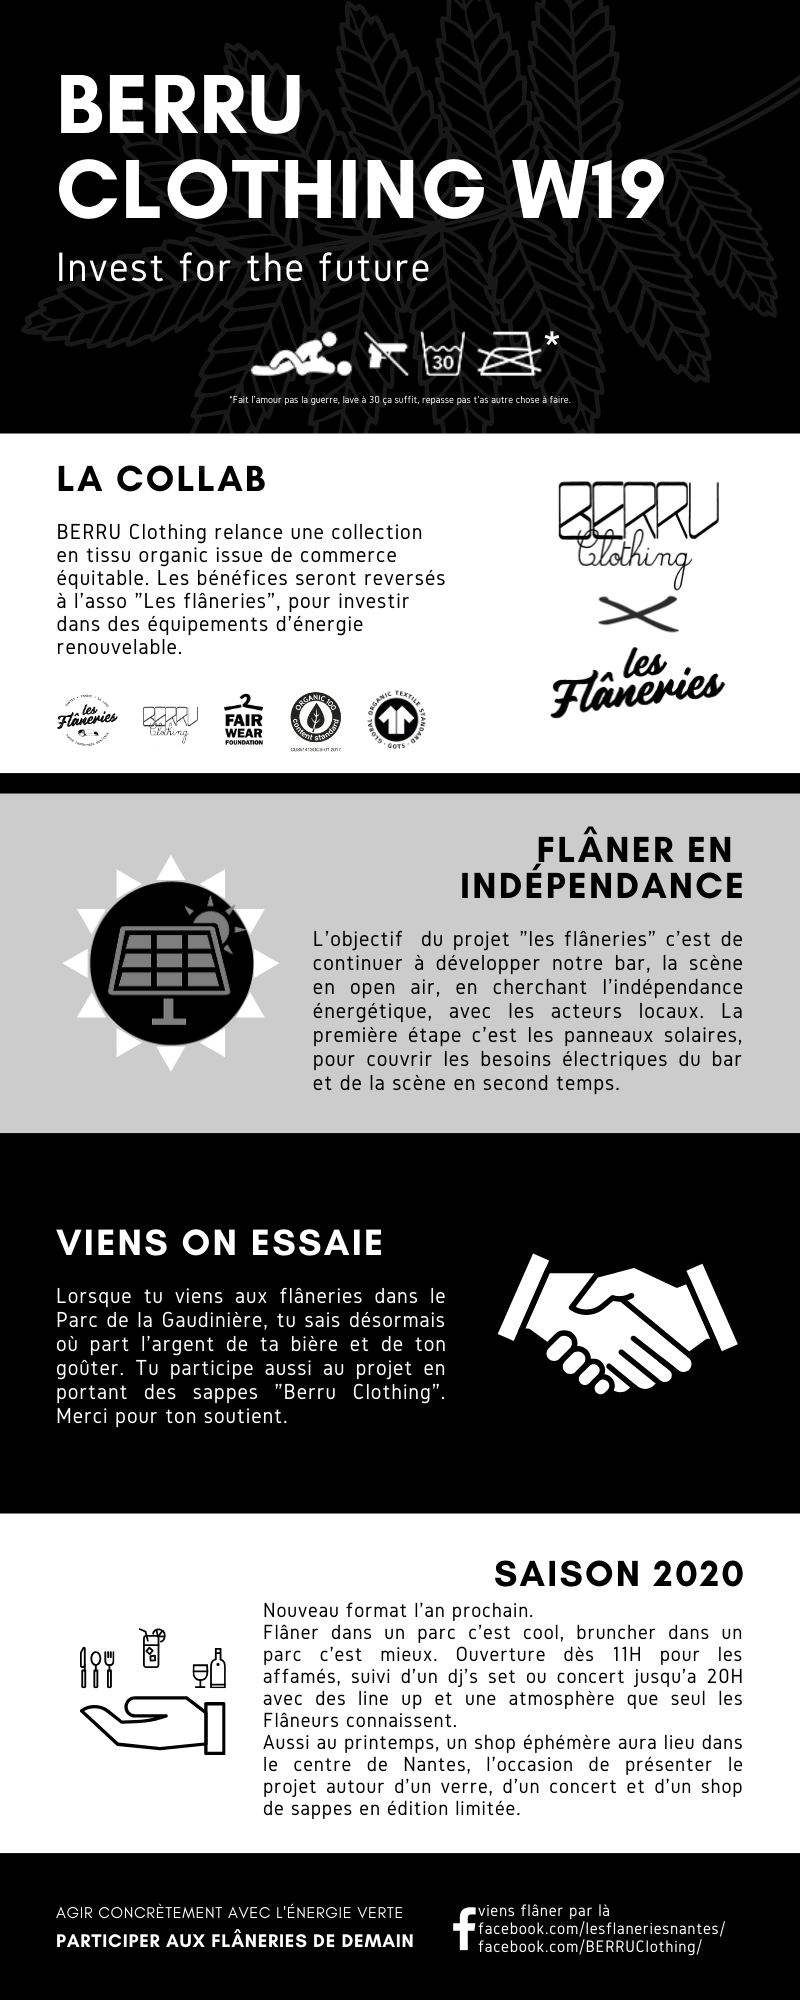 BERRU
CLOTHING W19
Invest for the future
30
*
*Fait l'amour pas la guerre, lave à 30 ça suffit, repasse pas t'as autre chose à faire.
LA COLLAB
BERRU Clothing relance une collection
en tissu organic issue de commerce
équitable. Les bénéfices seront reversés
à l'asso "Les flâneries", pour investir
dans des équipements d'énergie
renouvelable.
BERRU
Clothing
les
Flâneries
les
Flâneries
BERRU
Clothing
FAIR
WEAR
FOUNDATION
ORGANIC 100
content standard
GLOBAL ORGANIC TEXTILE STANDARD
· GOTS ·
FLÂNER EN
INDÉPENDANCE
L'objectif du projet "les flâneries" c'est de
continuer à développer notre bar, la scène
en open air, en cherchant l'indépendance
énergétique, avec les acteurs locaux. La
première étape c'est les panneaux solaires,
pour couvrir les besoins électriques du bar
et de la scène en second temps.
VIENS ON ESSAIE
Lorsque tu viens aux flâneries dans le
Parc de la Gaudinière, tu sais désormais
où part l'argent de ta bière et de ton
goûter. Tu participe aussi au projet en
portant des sappes "Berru Clothing".
Merci pour ton soutient.
SAISON 2020
Nouveau format l'an prochain.
Flâner dans un parc c'est cool, bruncher dans un
parc c'est mieux. Ouverture dès 11H pour les
affamés, suivi d'un dj's set ou concert jusqu'a 20H
avec des line up et une atmosphère que seul les
Flâneurs connaissent.
Aussi au printemps, un shop éphémère aura lieu dans
le centre de Nantes, l'occasion de présenter le
projet autour d'un verre, d'un concert et d'un shop
de sappes en édition limitée.
AGIR CONCRÈTEMENT AVEC L'ÉNERGIE VERTE
PARTICIPER AUX FLÂNERIES DE DEMAIN
f
viens flâner par là
facebook.com/lesflaneriesnantes/
facebook.com/BERRUClothing/